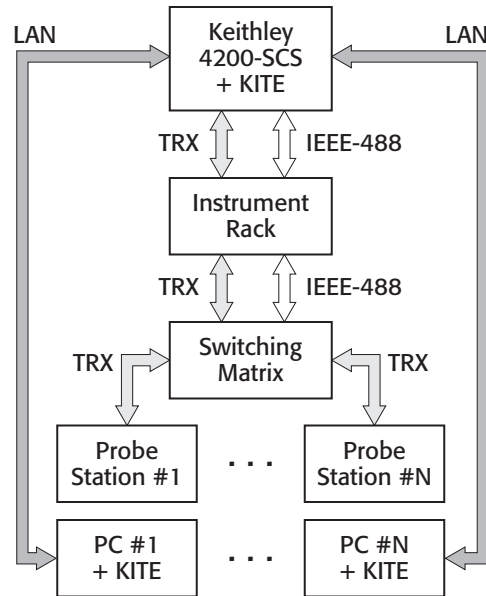 LAN
Keithley
4200-SCS
+ KITE
LAN
TRX
IEEE-488
Instrument
Rack
TRX
IEEE-488
TRX
Switching
Matrix
TRX
Probe
Station #1
. . .
Probe
Station #N
PC #1
+ KITE
. . .
PC #N
+ KITE